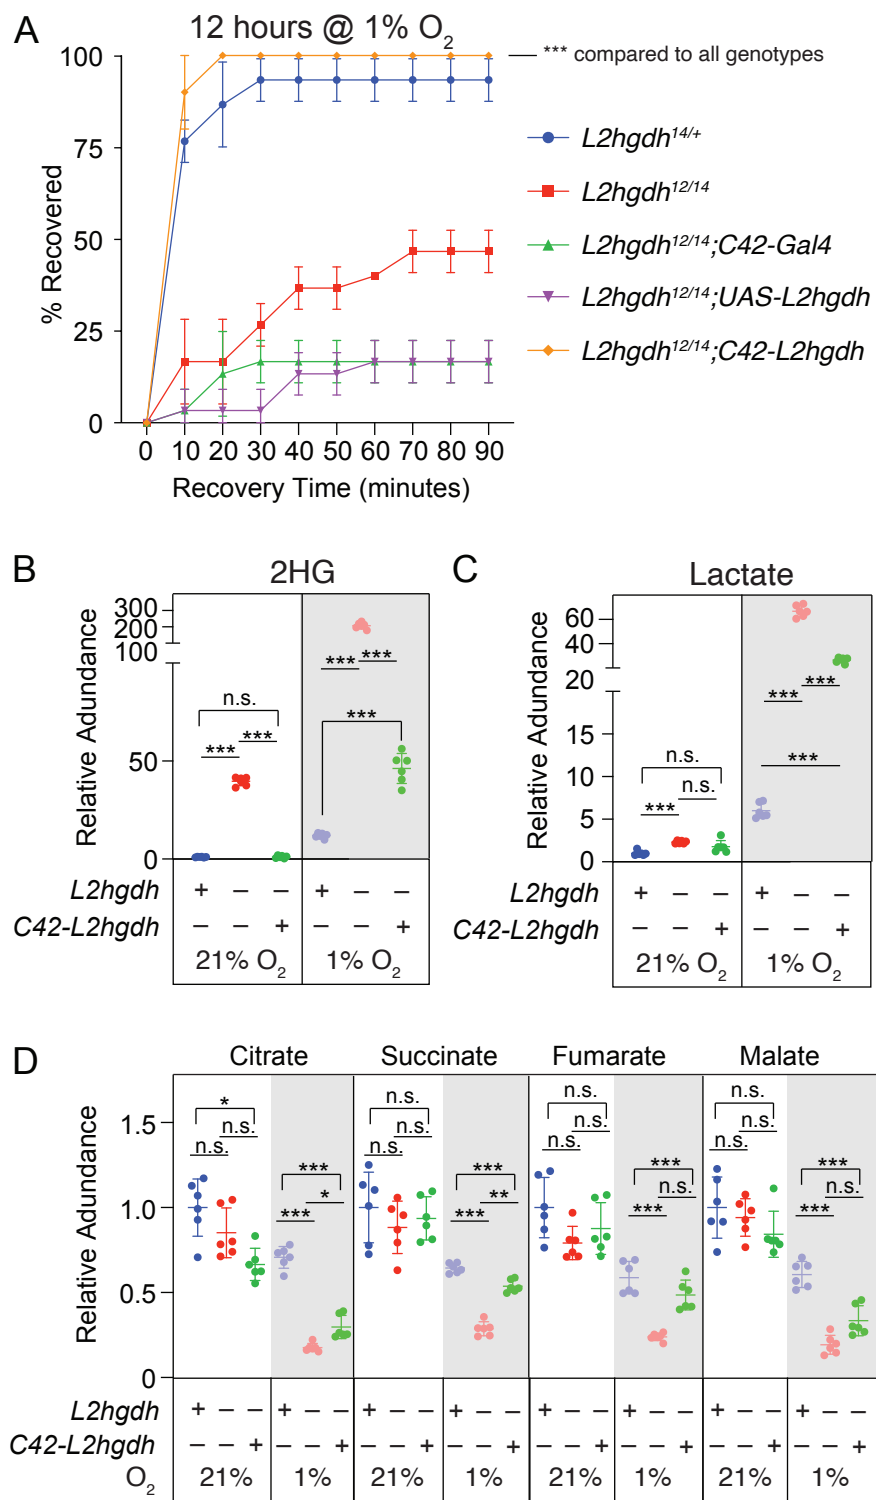 A
12 hours @ 1% O2
*** compared to all genotypes
% Recovered
100
75
50
25
0
0 10 20 30 40 50 60 70 80 90
Recovery Time (minutes)
L2hgdh14/+
L2hgdh12/14
L2hgdh12/14;C42-Gal4
L2hgdh12/14;UAS-L2hgdh
L2hgdh12/14;C42-L2hgdh
B
2HG
Relative Adundance
300
200
100
50
0
n.s.
*** ***
*** ***
***
L2hgdh + − − + − −
C42-L2hgdh − − + − − +
21% O2 1% O2
C
Lactate
Relative Abundance
60
40
20
15
10
5
0
n.s.
*** n.s.
*** ***
***
L2hgdh + − − + − −
C42-L2hgdh − − + − − +
21% O2 1% O2
D
Citrate Succinate Fumarate Malate
Relative Abundance
1.5
1.0
0.5
0
* n.s. n.s. n.s.
n.s. n.s. n.s. n.s.
n.s. n.s. n.s. n.s.
*** *** *** ***
* ** n.s. n.s.
*** *** *** ***
L2hgdh + − − + − − + − − + − − + − − + − − + − − + − −
C42-L2hgdh − − + − − + − − + − − + − − + − − + − − + − − +
O2 21% 1% 21% 1% 21% 1% 21% 1%